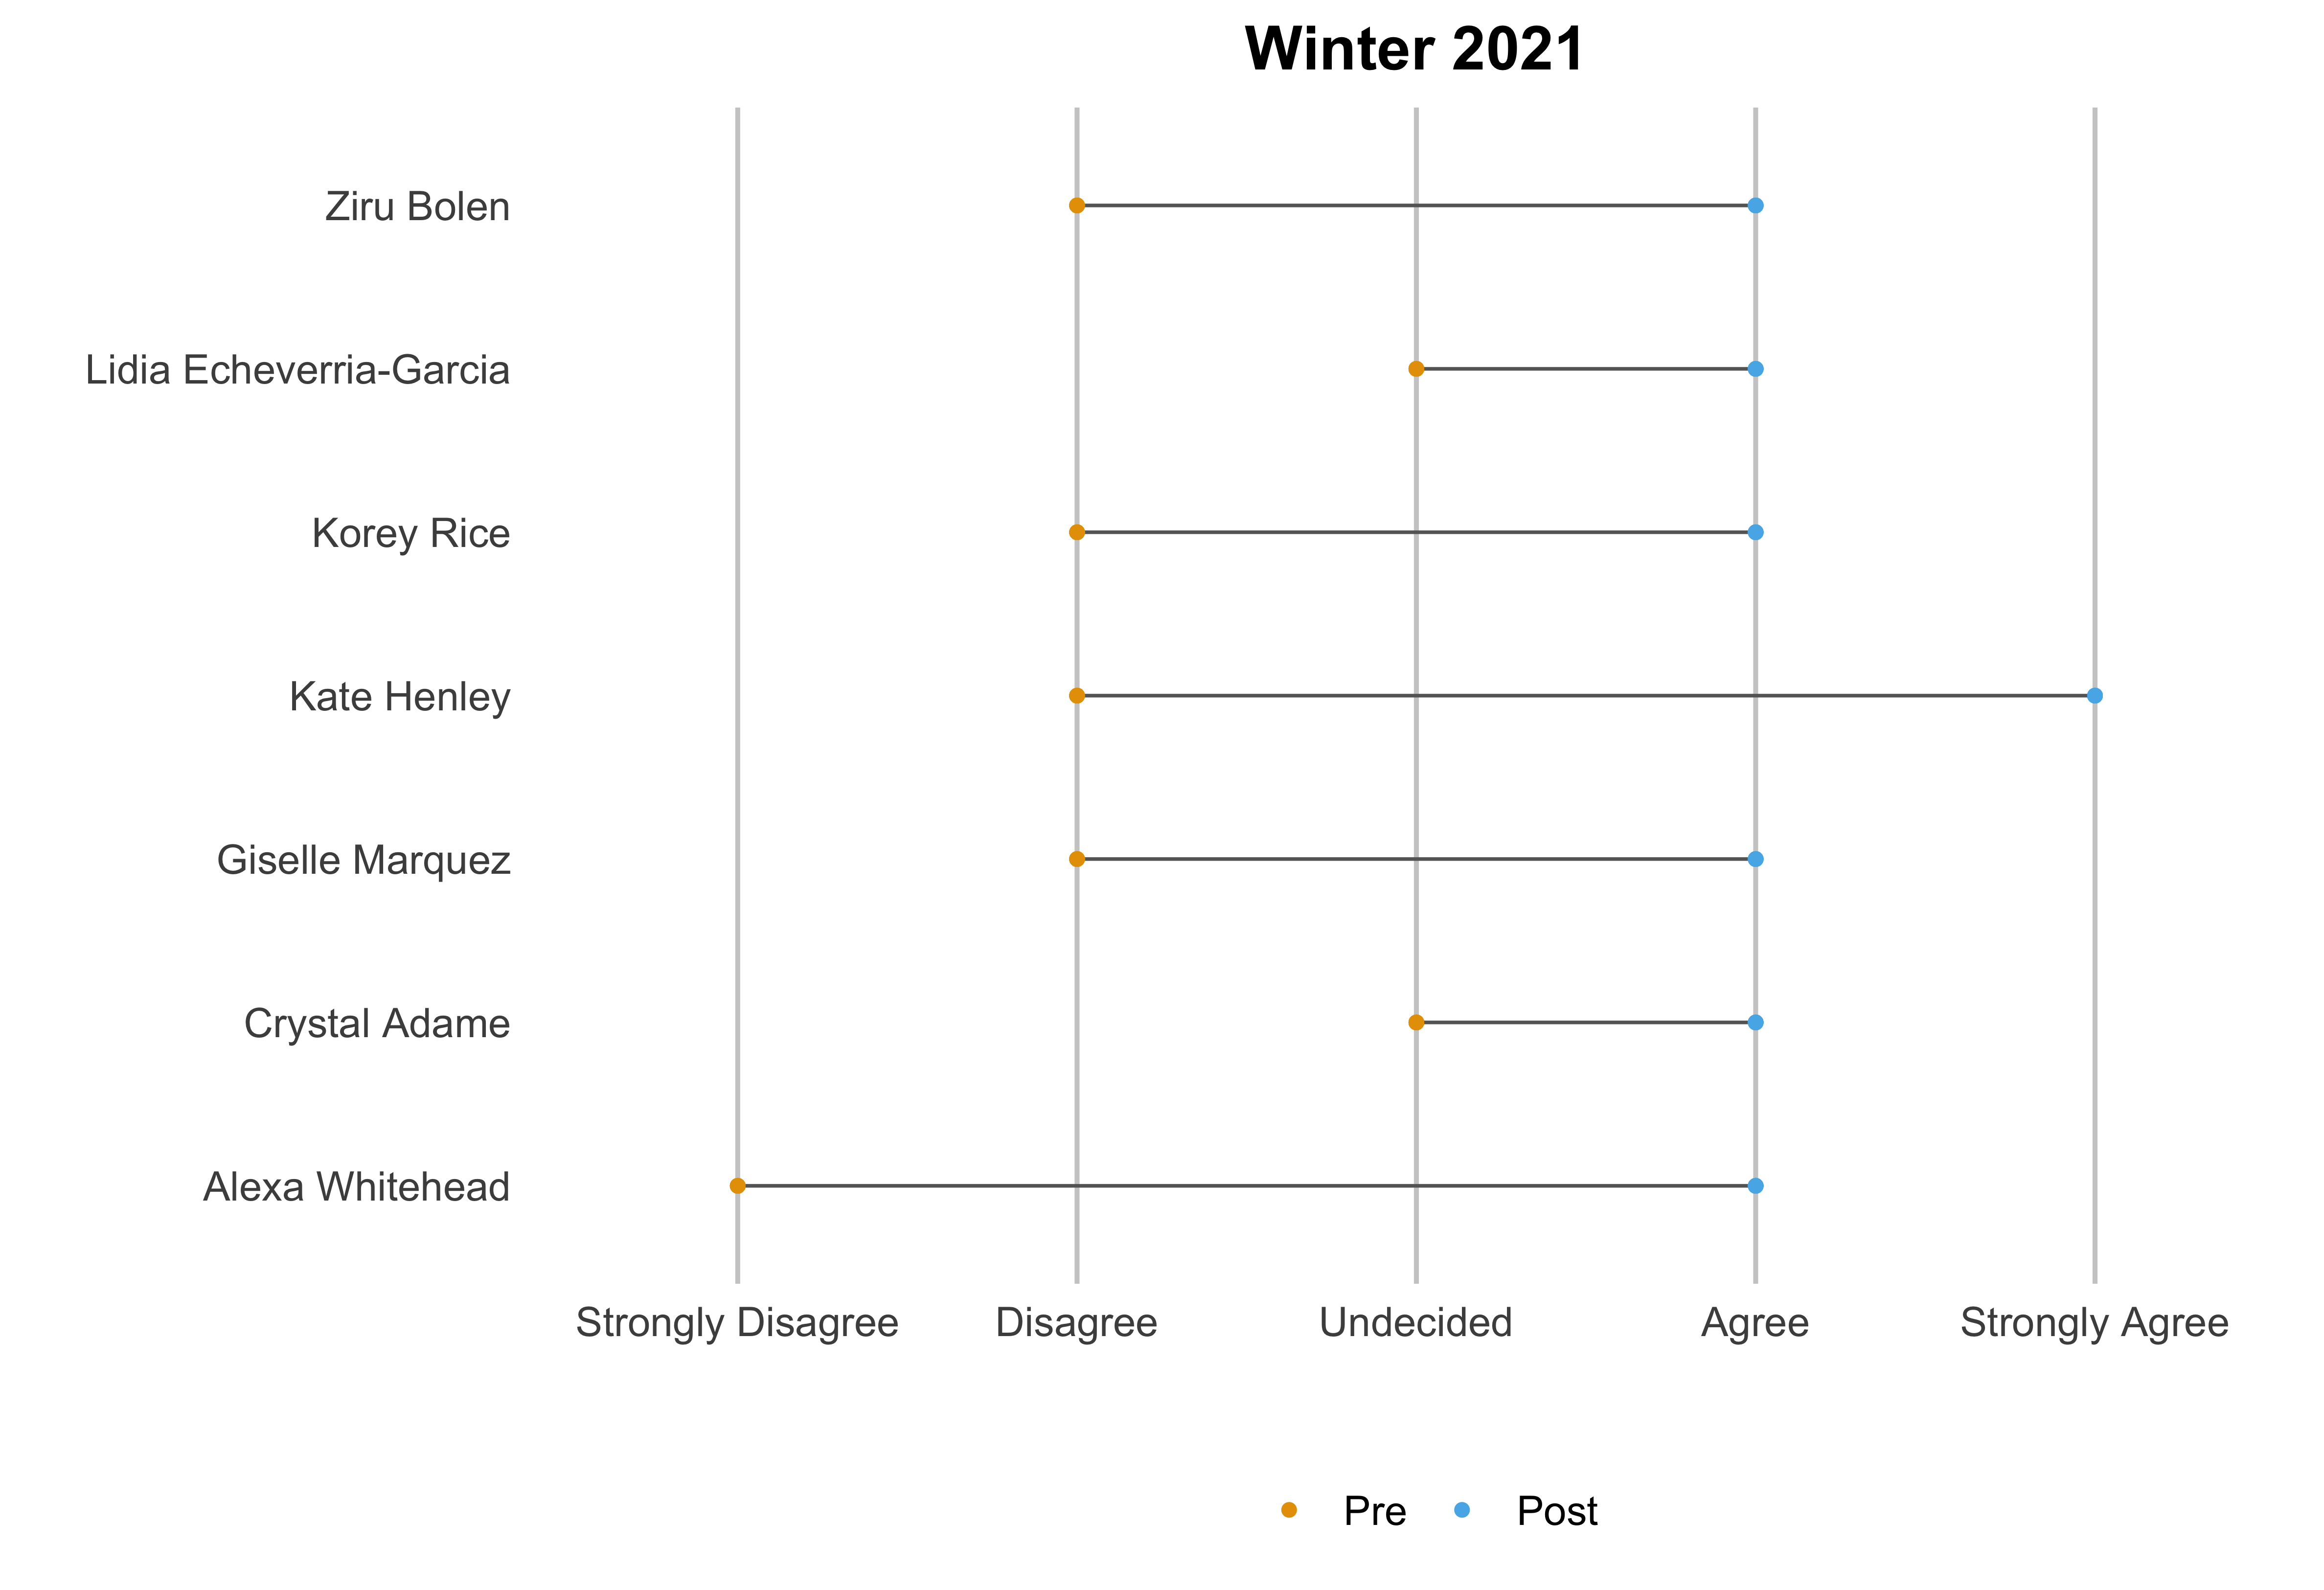 Winter 2021
Ziru Bolen
Lidia Echeverria-Garcia
Korey Rice
Kate Henley
Giselle Marquez
Crystal Adame
Alexa Whitehead
Strongly Disagree Disagree Undecided Agree Strongly Agree
Pre Post